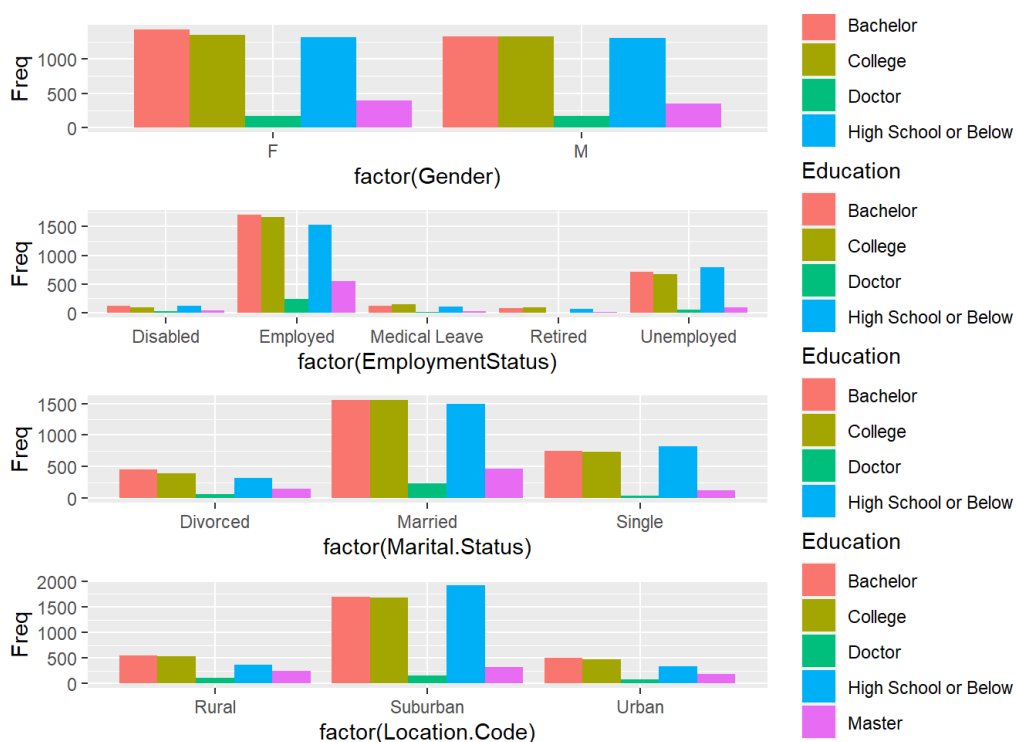 Freq
1000
500
0
F M
factor(Gender)
Bachelor
College
Doctor
High School or Below
Freq
1500
1000
500
0
Disabled Employed Medical Leave Retired Unemployed
factor(EmploymentStatus)
Education
Bachelor
College
Doctor
High School or Below
Freq
1500
1000
500
0
Divorced Married Single
factor(Marital.Status)
Education
Bachelor
College
Doctor
High School or Below
Freq
2000
1500
1000
500
0
Rural Suburban Urban
factor(Location.Code)
Education
Bachelor
College
Doctor
High School or Below
Master